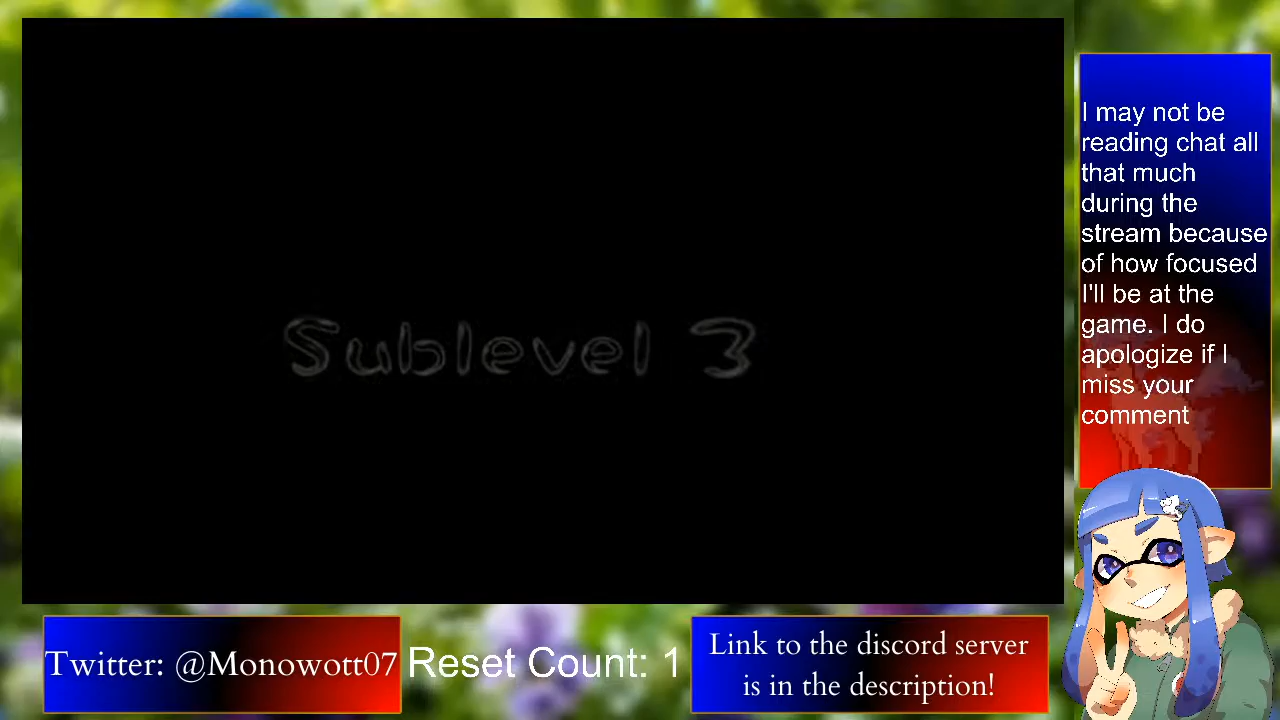 Sublevel 3
I may not be
reading chat all
that much
during the
stream because
of how focused
I'll be at the
game. I do
apologize if I
miss your
comment
Twitter: @Monowott07
Reset Count: 1
Link to the discord server
is in the description!